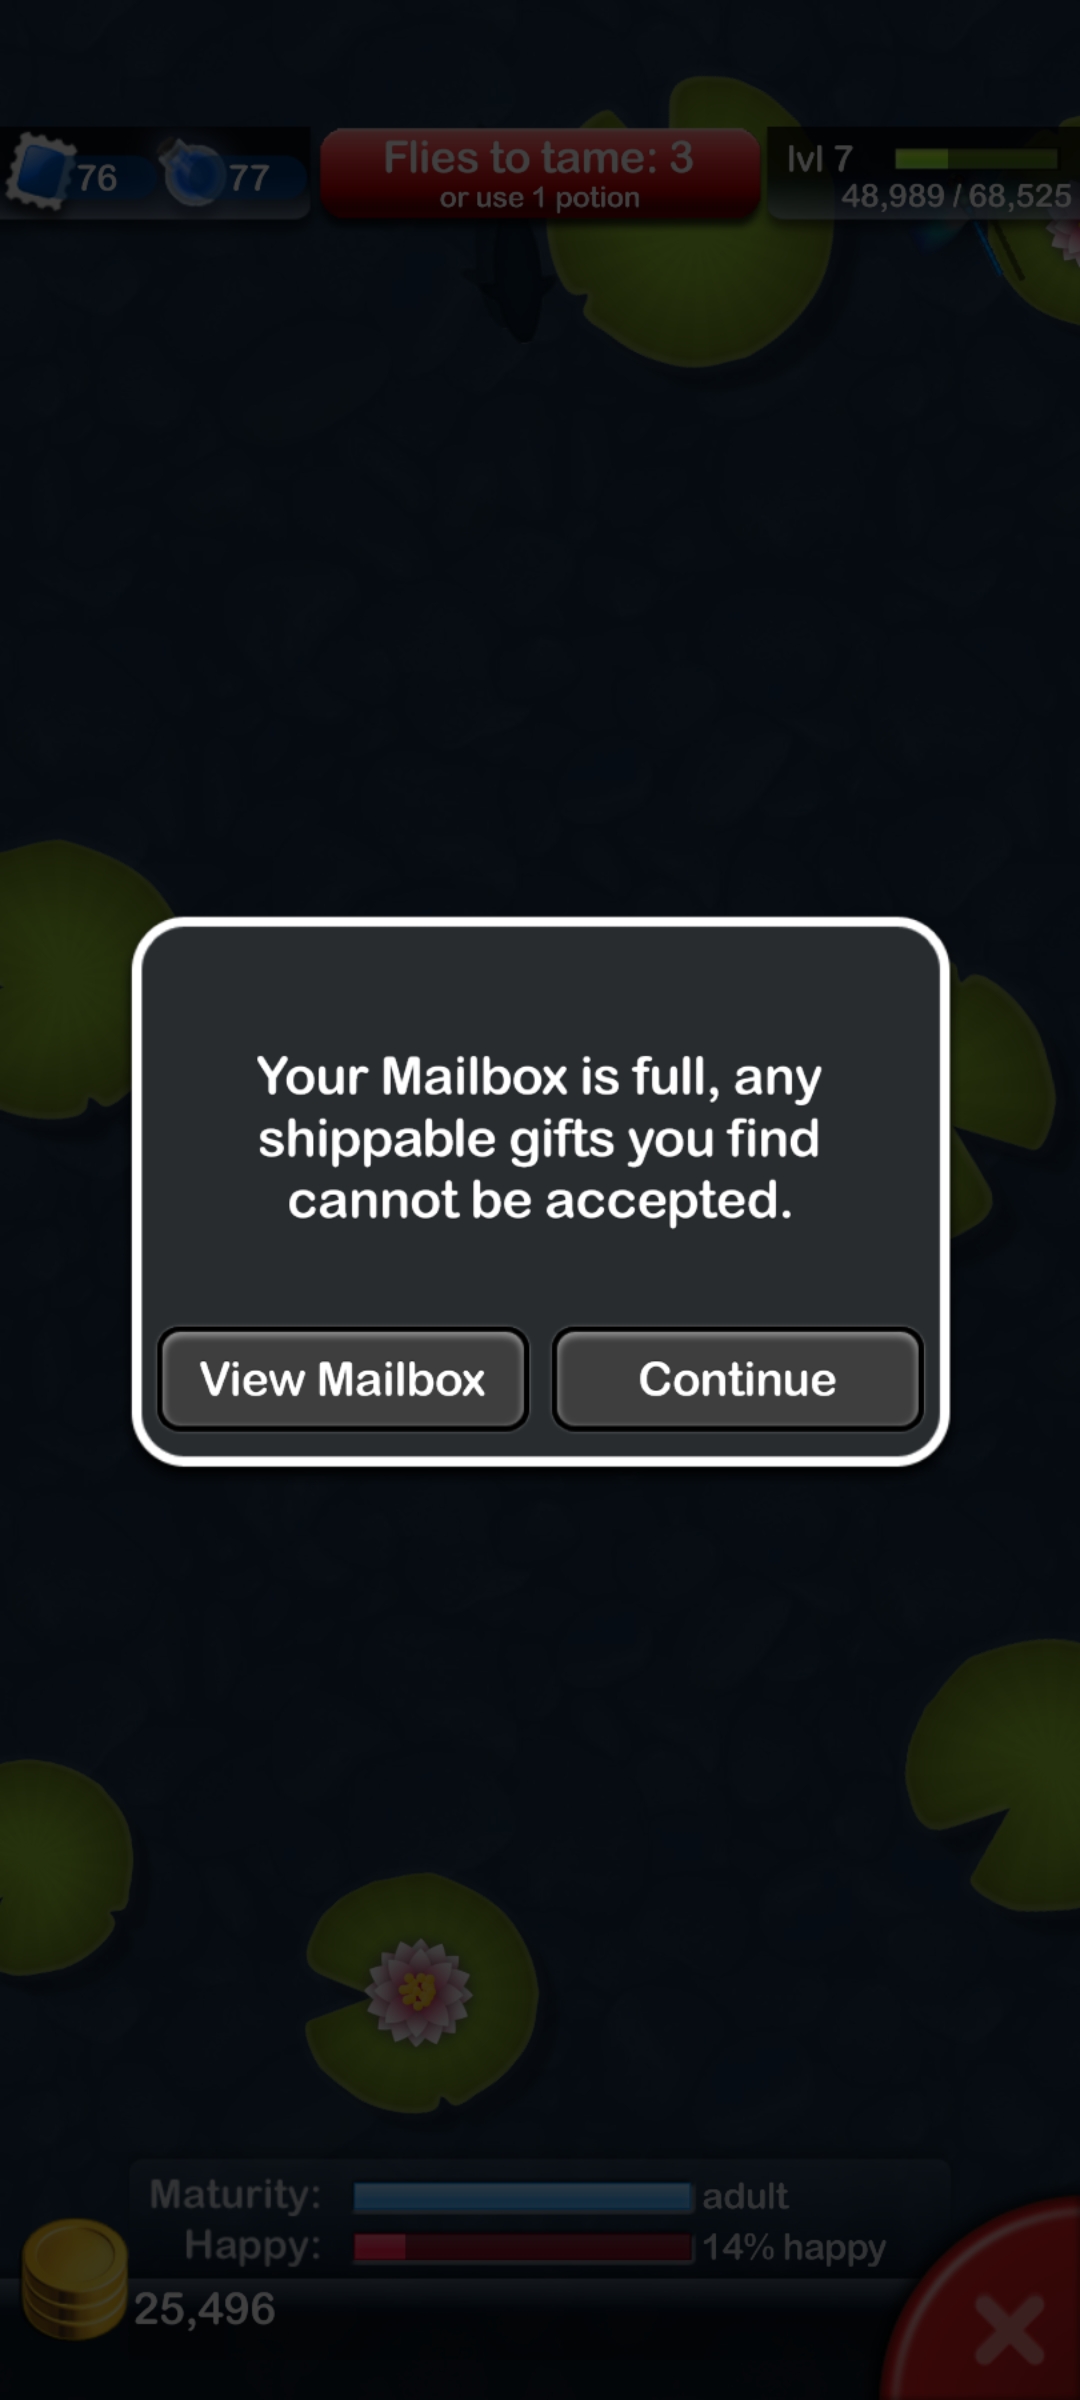 76
77
Flies to tame: 3
or use 1 potion
lvl 7
48,989 / 68,525
Your Mailbox is full, any
shippable gifts you find
cannot be accepted.
View Mailbox
Continue
Maturity:
adult
Happy:
14% happy
25,496